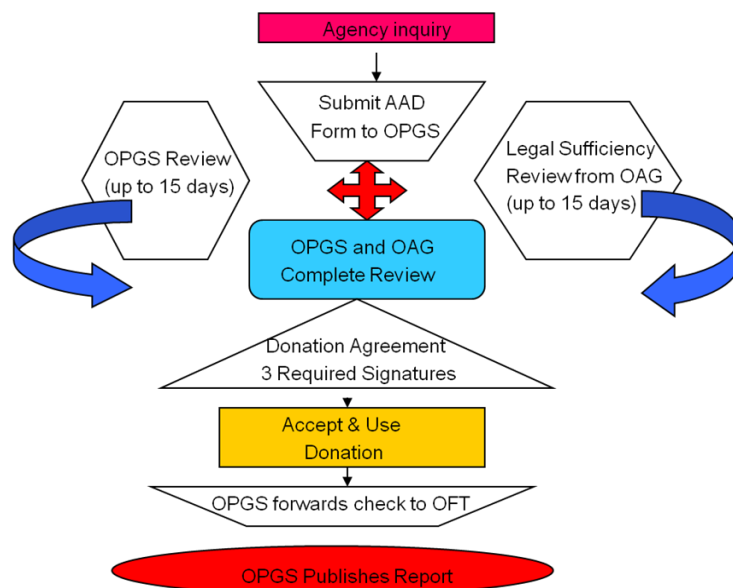 Agency inquiry
Submit AAD
Form to OPGS
OPGS Review
(up to 15 days)
Legal Sufficiency
Review from OAG
(up to 15 days)
OPGS and OAG
Complete Review
Donation Agreement
3 Required Signatures
Accept & Use
Donation
OPGS forwards check to OFT
OPGS Publishes Report